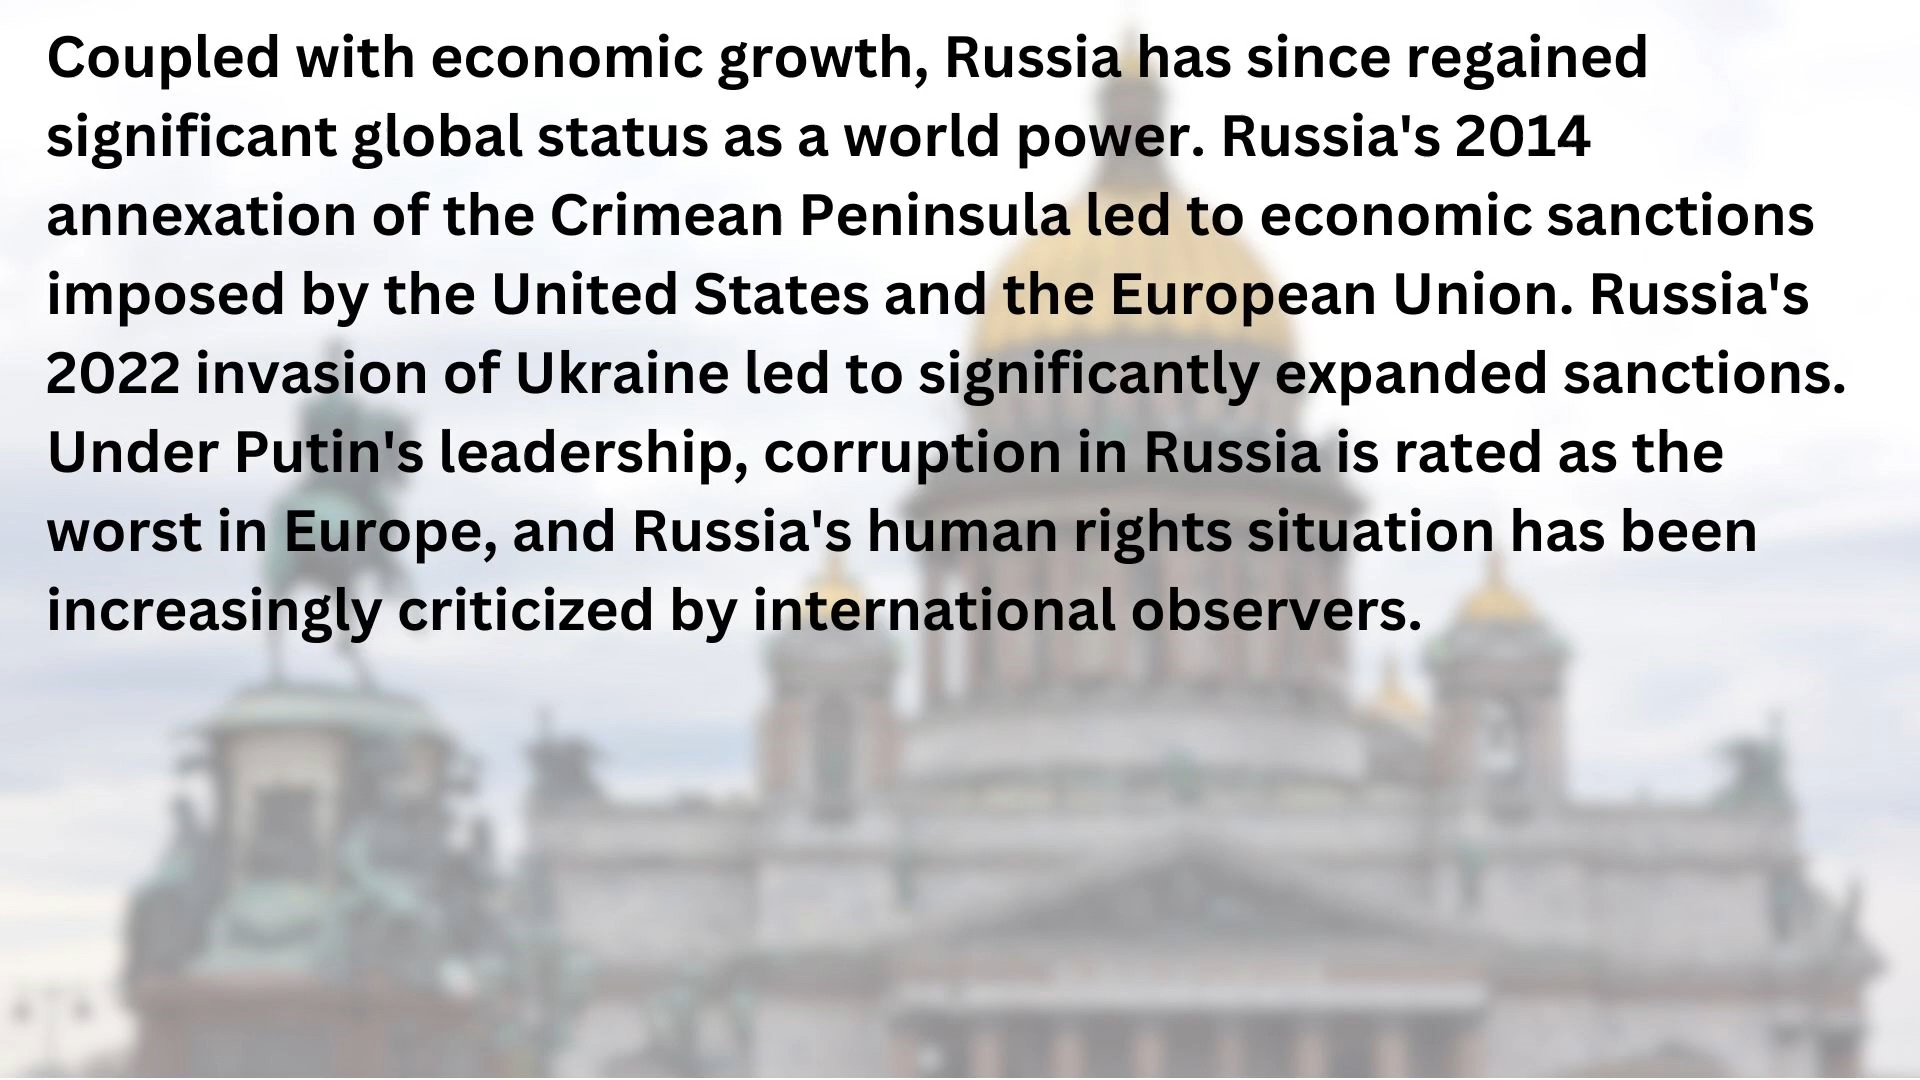 Coupled with economic growth, Russia has since regained
significant global status as a world power. Russia's 2014
annexation of the Crimean Peninsula led to economic sanctions
imposed by the United States and the European Union. Russia's
2022 invasion of Ukraine led to significantly expanded sanctions.
Under Putin's leadership, corruption in Russia is rated as the
worst in Europe, and Russia's human rights situation has been
increasingly criticized by international observers.